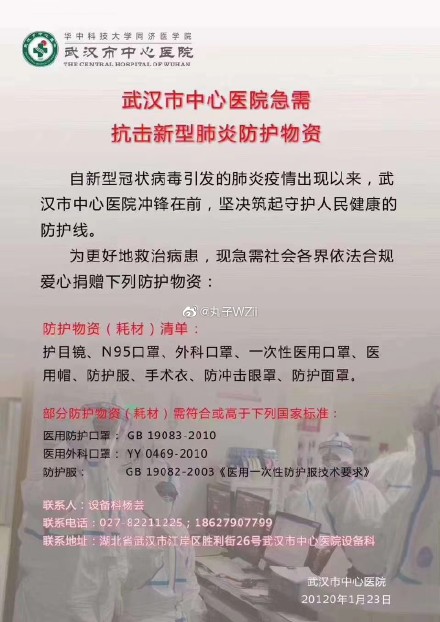 华中科技大学同济医学院
武汉市中心医院
THE CENTRAL HOSPITAL OF WUHAN
武汉市中心医院急需
抗击新型肺炎防护物资
自新型冠状病毒引发的肺炎疫情出现以来，武
汉市中心医院冲锋在前，坚决筑起守护人民健康的
防护线。
为更好地救治病患，现急需社会各界依法合规
爱心捐赠下列防护物资：
@丸子WZii
防护物资（耗材）清单：
护目镜、N95口罩、外科口罩、一次性医用口罩、医
用帽、防护服、手术衣、防冲击眼罩、防护面罩。
部分防护物资（耗材）需符合或高于下列国家标准：
医用防护口罩： GB 19083-2010
医用外科口罩： YY 0469-2010
防护服： GB 19082-2003《医用一次性防护服技术要求》
联系人：设备科杨芸
联系电话：027-82211225；18627907799
联系地址：湖北省武汉市江岸区胜利街26号武汉市中心医院设备科
武汉市中心医院
20120年1月23日